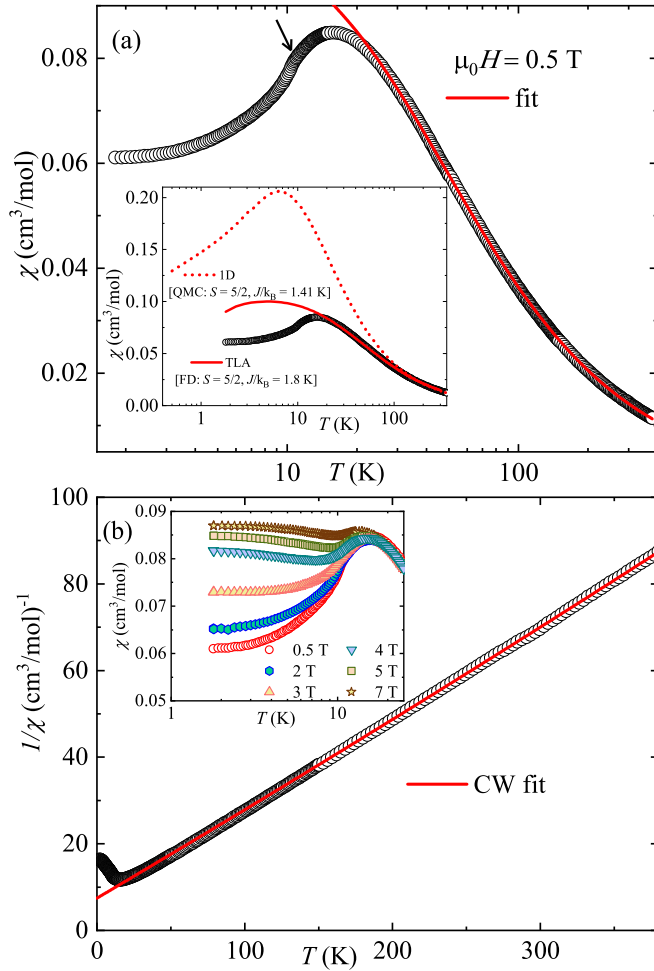 (a)
μ₀H = 0.5 T
fit
0.08
0.06
0.04
0.02
χ (cm³/mol)
10
100
T (K)
0.20
0.15
0.10
0.05
0.00
χ (cm³/mol)
1D
[QMC: S = 5/2, J/k_B = 1.41 K]
TLA
[FD: S = 5/2, J/k_B = 1.8 K]
1
10
100
T (K)
(b)
100
80
60
40
20
0
1/χ (cm³/mol)⁻¹
0
100
200
300
T (K)
CW fit
0.09
0.08
0.07
0.06
0.05
χ (cm³/mol)
0.5 T
4 T
2 T
5 T
3 T
7 T
1
10
T (K)